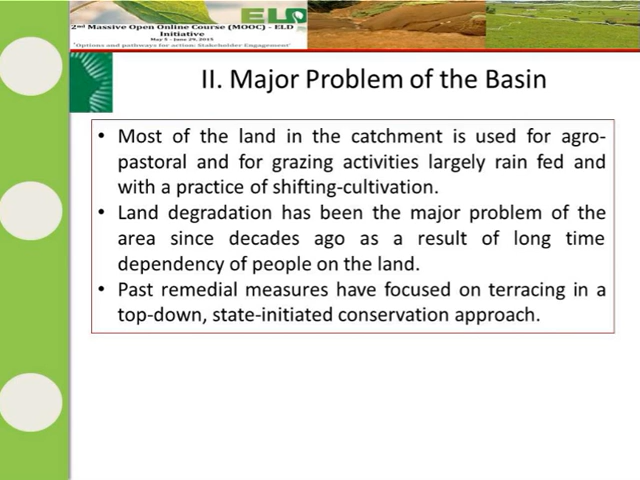 ELD
2nd Massive Open Online Course (MOOC) - ELD
Initiative
May 5 - June 29, 2015
"Options and pathways for action: Stakeholder Engagement"
II. Major Problem of the Basin
• Most of the land in the catchment is used for agro-
pastoral and for grazing activities largely rain fed and
with a practice of shifting-cultivation.
• Land degradation has been the major problem of the
area since decades ago as a result of long time
dependency of people on the land.
• Past remedial measures have focused on terracing in a
top-down, state-initiated conservation approach.